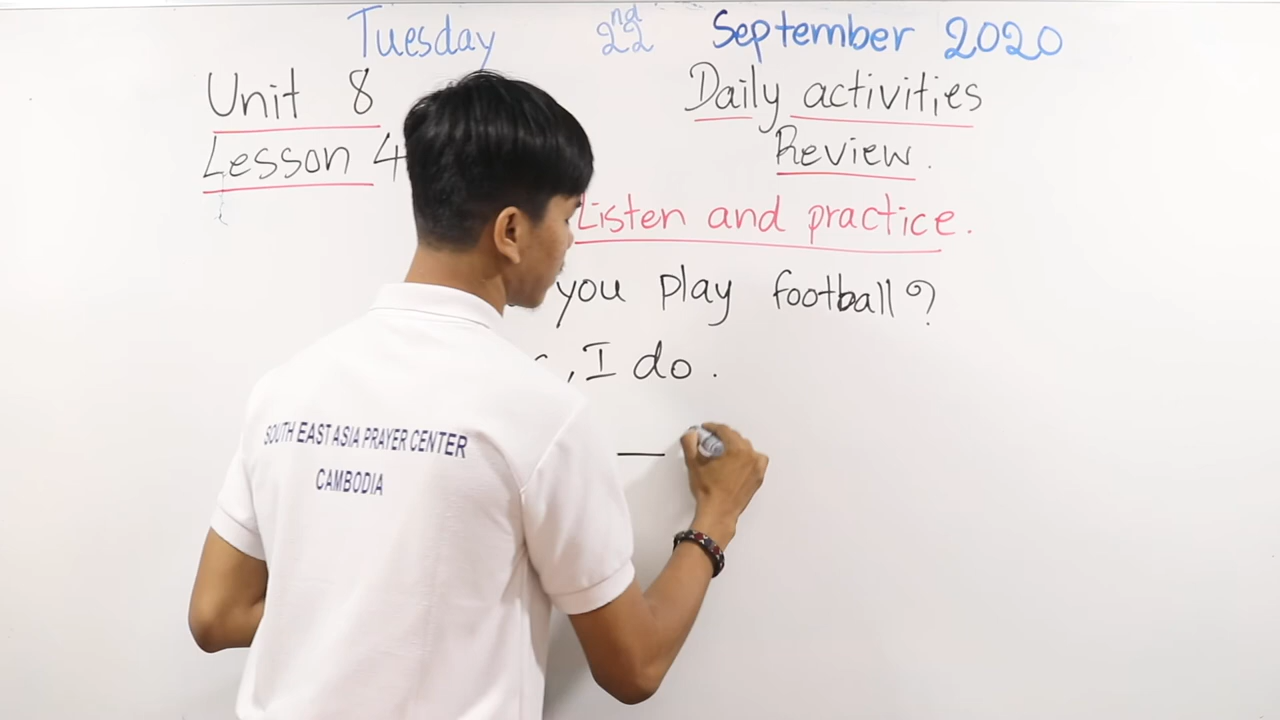 Tuesday 22nd September 2020
Unit 8 Daily activities
Lesson 4 Review.
Listen and practice.
you play football?
, I do.
SOUTH EAST ASIA PRAYER CENTER
CAMBODIA